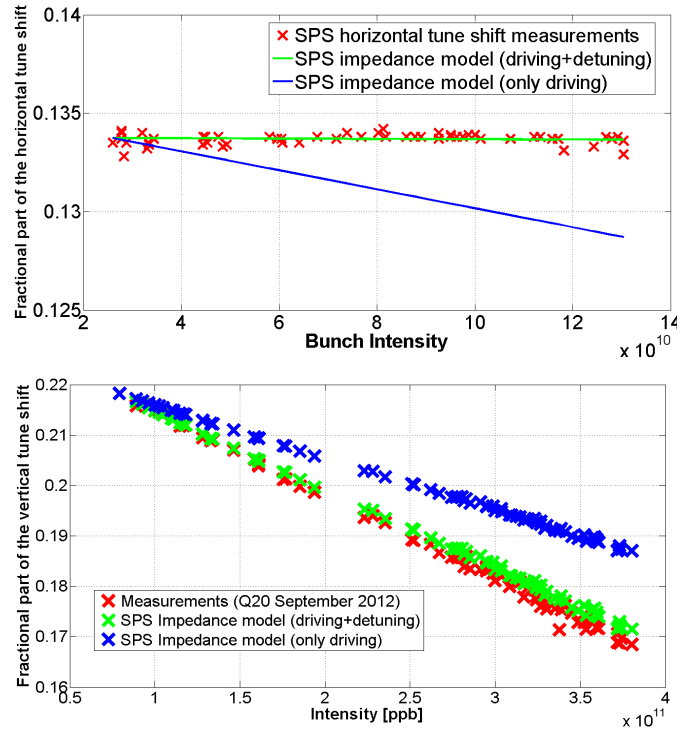 0.14
SPS horizontal tune shift measurements
SPS impedance model (driving+detuning)
SPS impedance model (only driving)
Fractional part of the horizontal tune shift
0.135
0.13
0.125
2 4 6 8 10 12 14
Bunch Intensity
x 10^10
0.22
Fractional part of the vertical tune shift
0.21
0.2
0.19
0.18
Measurements (Q20 September 2012)
SPS Impedance model (driving+detuning)
SPS Impedance model (only driving)
0.17
0.16
0.5 1 1.5 2 2.5 3 3.5 4
Intensity [ppb]
x 10^11